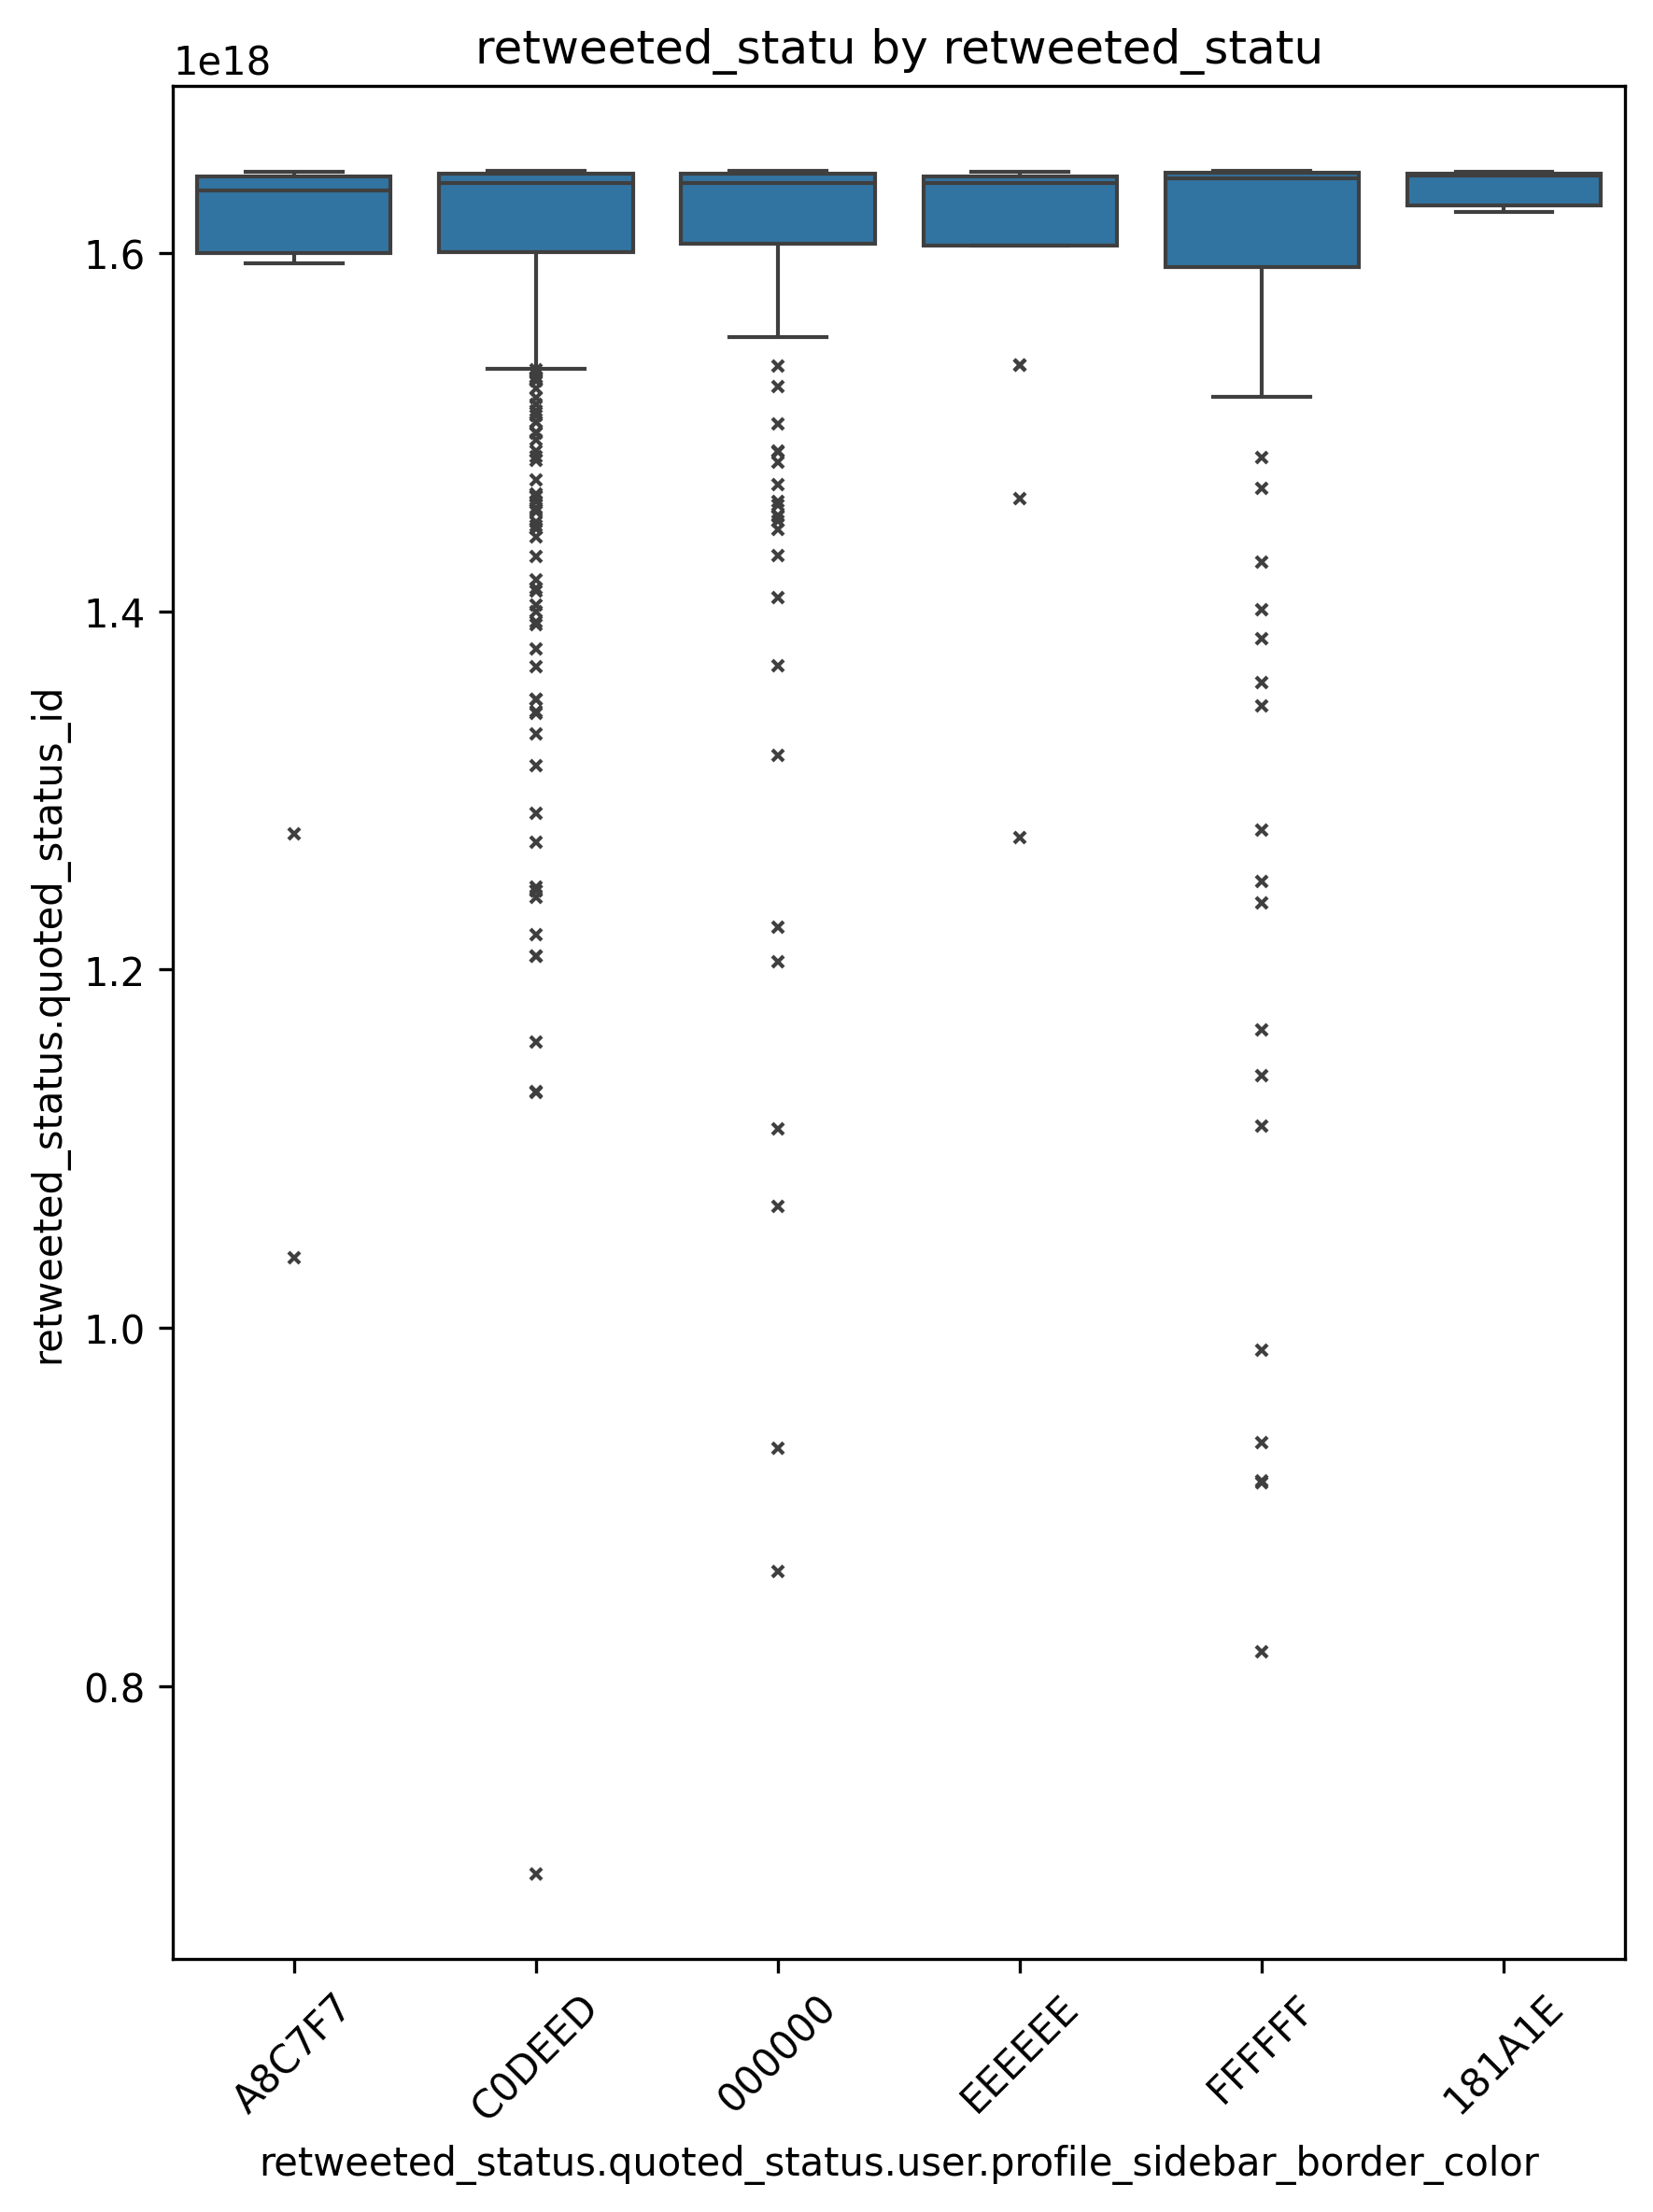 retweeted_statu by retweeted_statu
1e18
1.6
1.4
1.2
1.0
0.8
retweeted_status.quoted_status_id
A8C7F7
C0DEED
000000
EEEEEE
FFFFFF
181A1E
retweeted_status.quoted_status.user.profile_sidebar_border_color